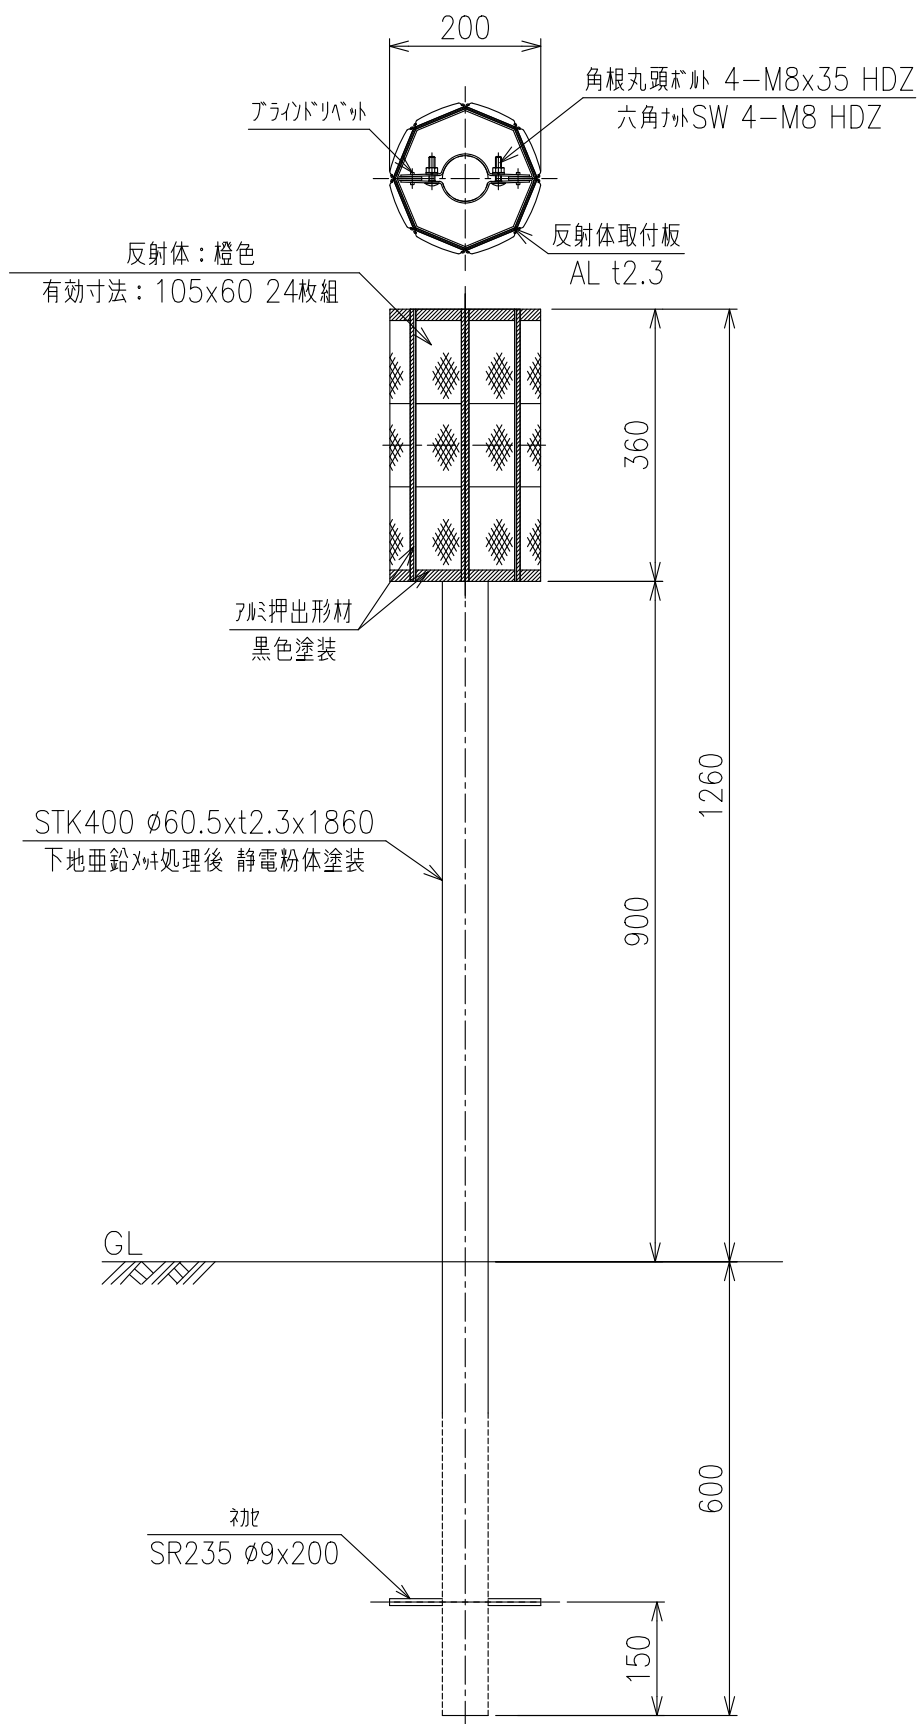 200
角根丸頭ﾎﾞﾙﾄ 4-M8x35 HDZ
六角ﾅｯﾄSW 4-M8 HDZ
ﾌﾞﾗｲﾝﾄﾞﾘﾍﾞｯﾄ
反射体取付板
AL t2.3
反射体：橙色
有効寸法：105x60 24枚組
360
ｱﾙﾐ押出形材
黒色塗装
1260
STK400 ø60.5xt2.3x1860
下地亜鉛ﾒｯｷ処理後 静電粉体塗装
900
GL
600
ﾈｶｾ
SR235 ø9x200
150